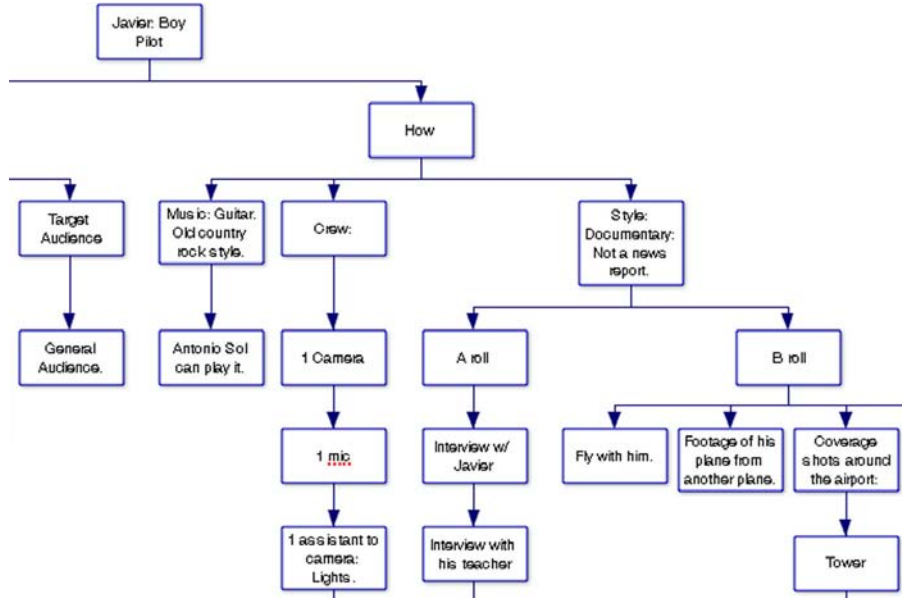 Javier: Boy
Pilot
How
Target
Audience
Music: Guitar.
Old country
rock style.
Crew:
Style:
Documentary:
Not a news
report.
General
Audience.
Antonio Sol
can play it.
1 Camera
A roll
B roll
1 mic
Interview w/
Javier
Fly with him.
Footage of his
plane from
another plane.
Coverage
shots around
the airport:
1 assistant to
camera:
Lights.
Interview with
his teacher
Tower